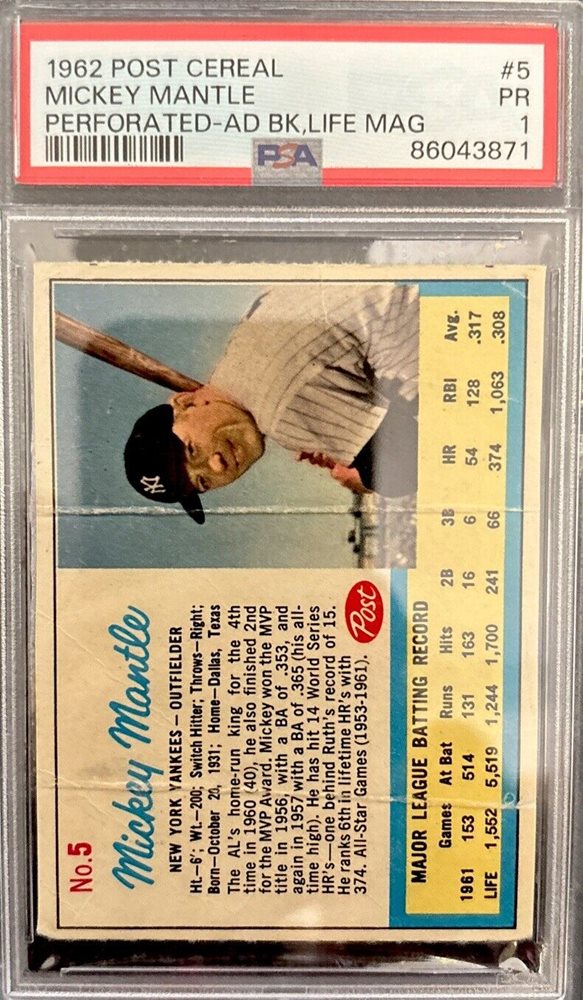 1962 POST CEREAL #5
MICKEY MANTLE PR
PERFORATED-AD BK,LIFE MAG 1
PSA 86043871
No.5
Mickey Mantle
NEW YORK YANKEES – OUTFIELDER
Ht.—6'; Wt.—200; Switch Hitter; Throws—Right;
Born—October 20, 1931; Home—Dallas, Texas
The AL's home-run king for the 4th
time in 1960 (40), he also finished 2nd
for the MVP Award. Mickey won the MVP
title in 1956, with a BA of .353, and
again in 1957 with a BA of .365 (his all-
time high). He has hit 14 World Series
HR's—one behind Ruth's record of 15.
He ranks 6th in lifetime HR's with
374. All-Star Games (1953-1961).
Post
NY
MAJOR LEAGUE BATTING RECORD
Games At Bat Runs Hits 2B 3B HR RBI Avg.
1961 153 514 131 163 16 6 54 128 .317
LIFE 1,552 5,519 1,244 1,700 241 66 374 1,063 .308